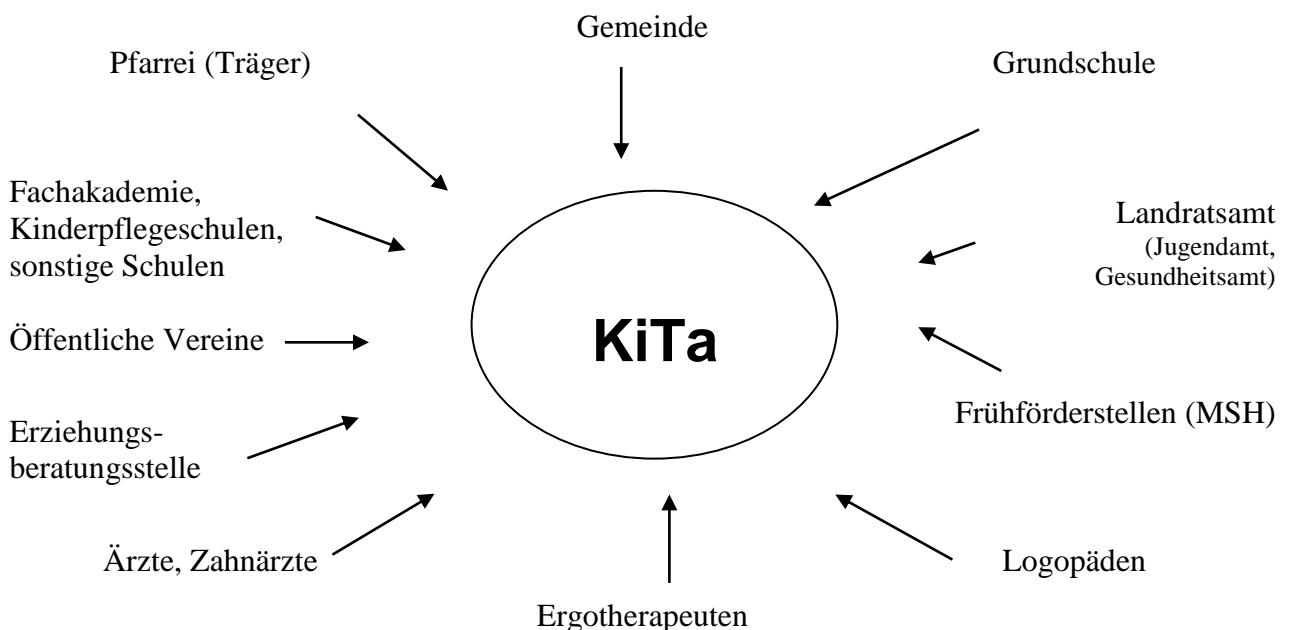 Gemeinde
Pfarrei (Träger)
Grundschule
Fachakademie,
Kinderpflegeschulen,
sonstige Schulen
Landratsamt
(Jugendamt,
Gesundheitsamt)
KiTa
Öffentliche Vereine
Frühförderstellen (MSH)
Erziehungs-
beratungsstelle
Ärzte, Zahnärzte
Logopäden
Ergotherapeuten